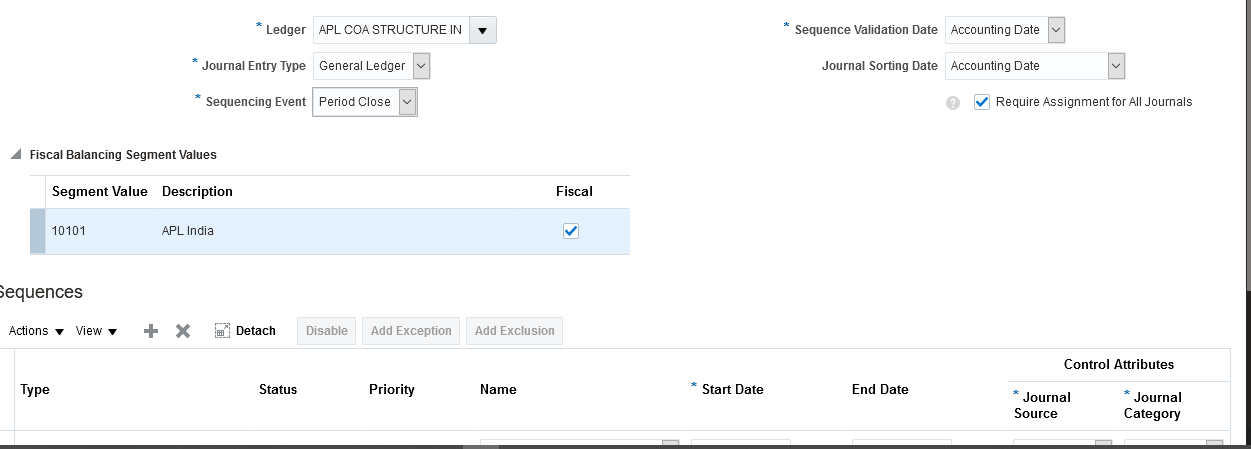 * Ledger APL COA STRUCTURE IN * Sequence Validation Date Accounting Date
* Journal Entry Type General Ledger Journal Sorting Date Accounting Date
* Sequencing Event Period Close ? Require Assignment for All Journals
Fiscal Balancing Segment Values
Segment Value Description Fiscal
10101 APL India
Sequences
Actions View Detach Disable Add Exception Add Exclusion
Control Attributes
Type Status Priority Name * Start Date End Date
* Journal Source * Journal Category